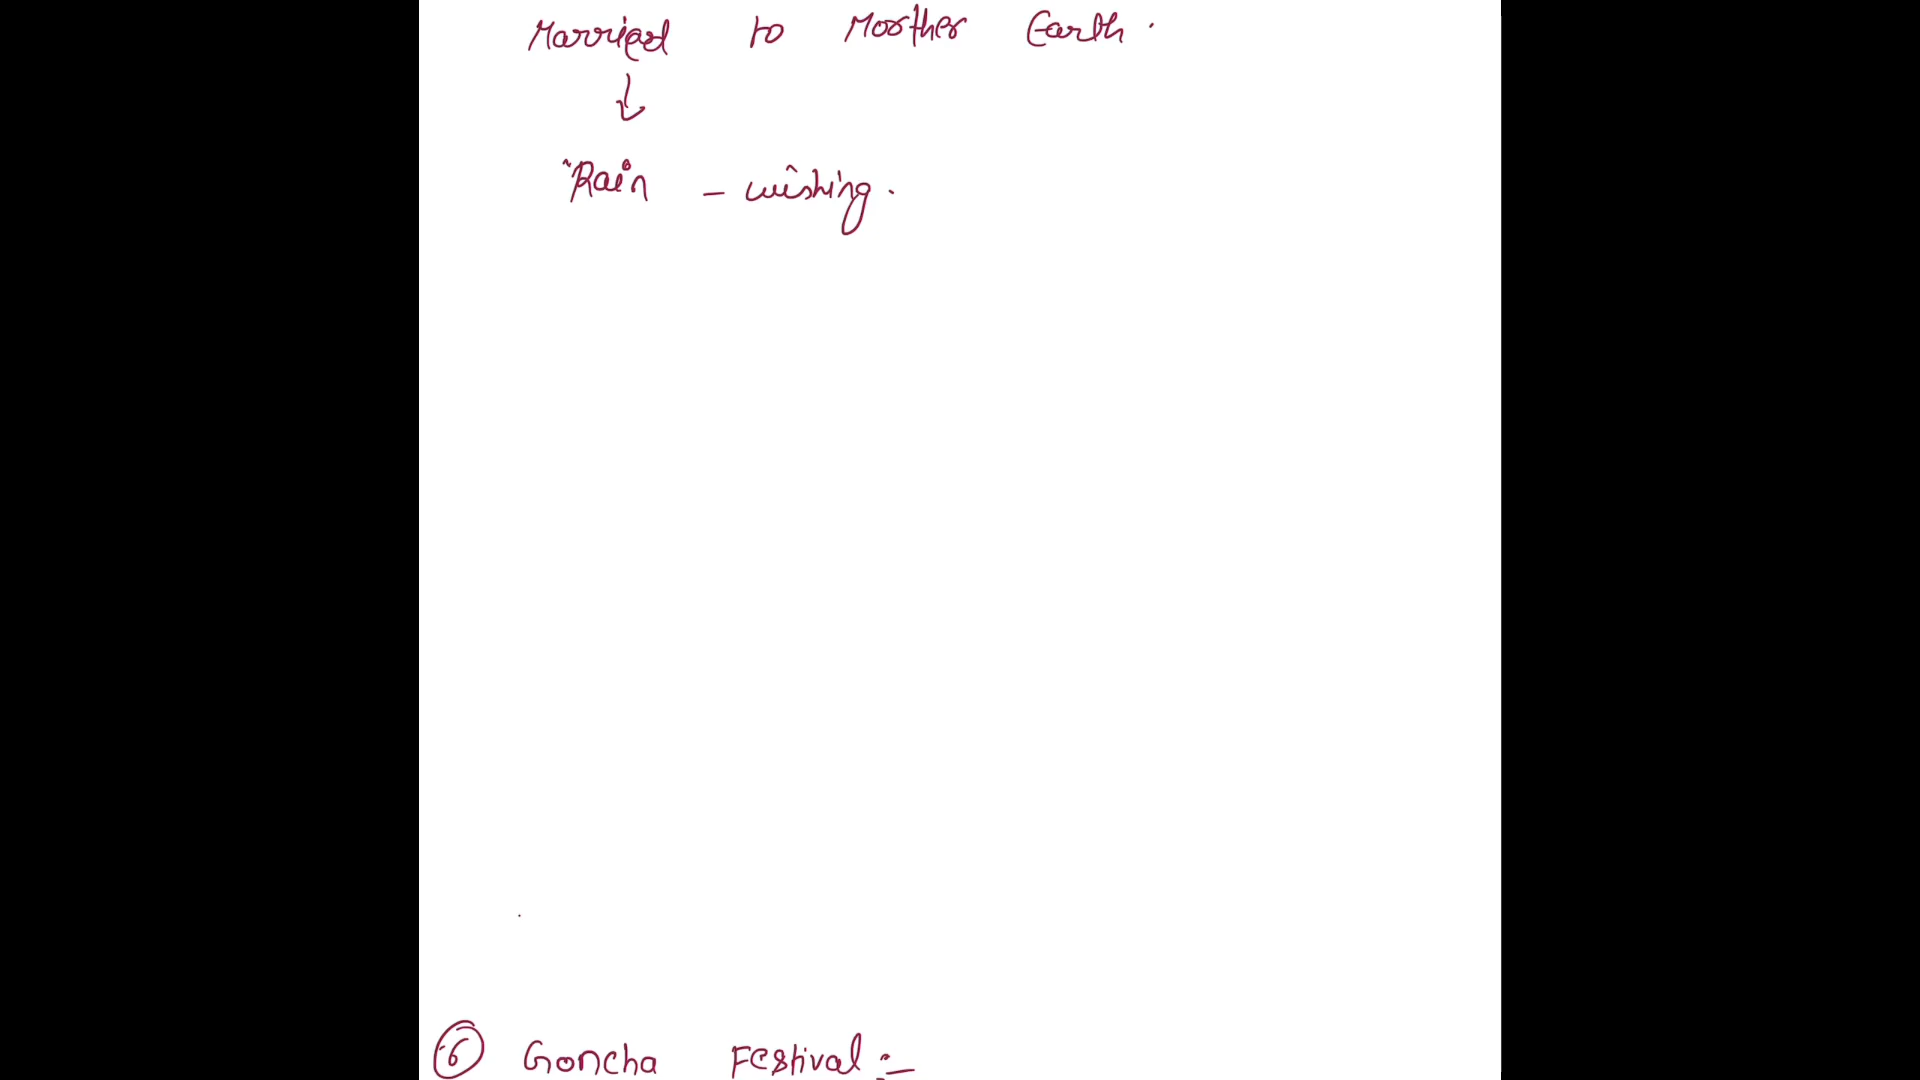 Married to Moother Earth.
↓
Rain - wishing.
⑥ Goncha Festival :-